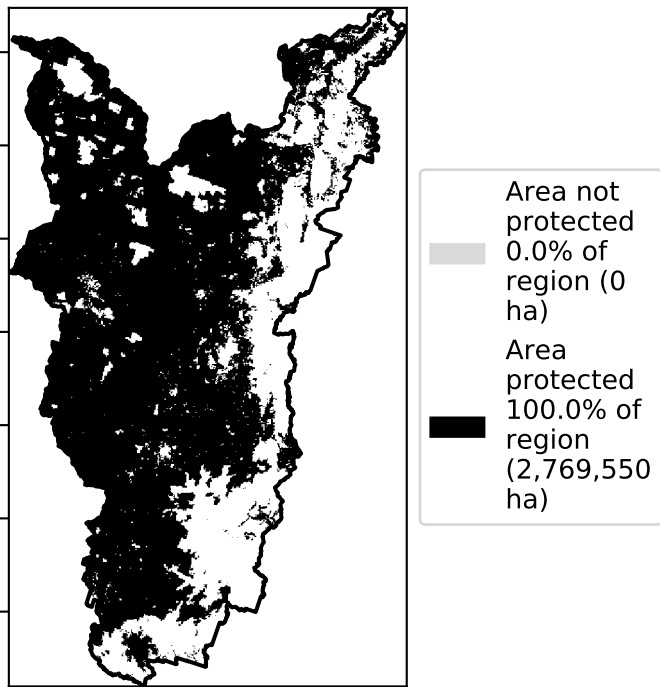 Area not
protected
0.0% of
region (0
ha)
Area
protected
100.0% of
region
(2,769,550
ha)